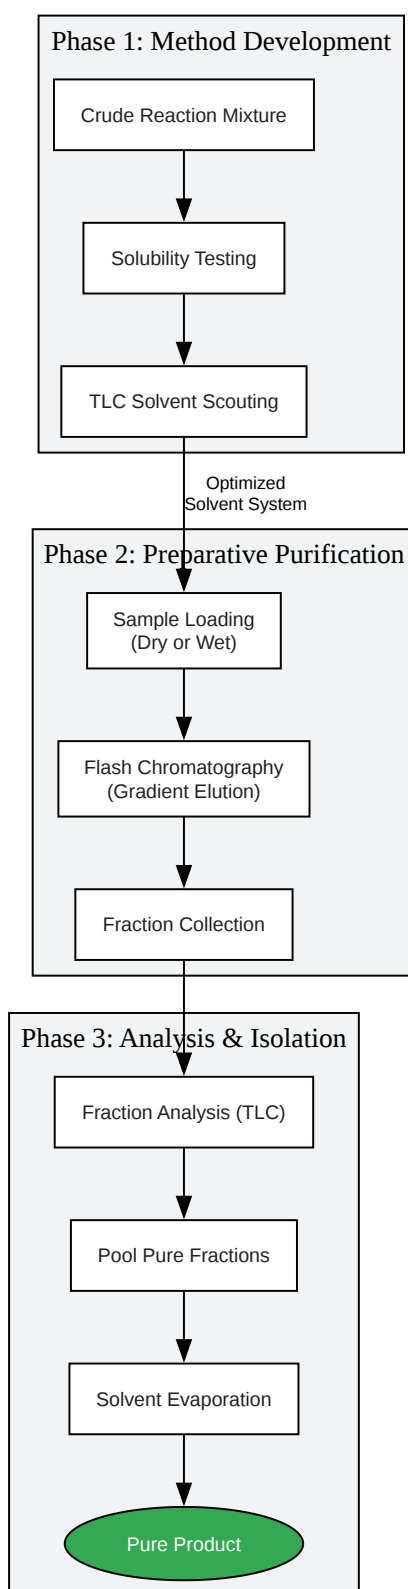 Phase 1: Method Development
Crude Reaction Mixture
Solubility Testing
TLC Solvent Scouting
Optimized
Solvent System
Phase 2: Preparative Purification
Sample Loading
(Dry or Wet)
Flash Chromatography
(Gradient Elution)
Fraction Collection
Phase 3: Analysis & Isolation
Fraction Analysis (TLC)
Pool Pure Fractions
Solvent Evaporation
Pure Product